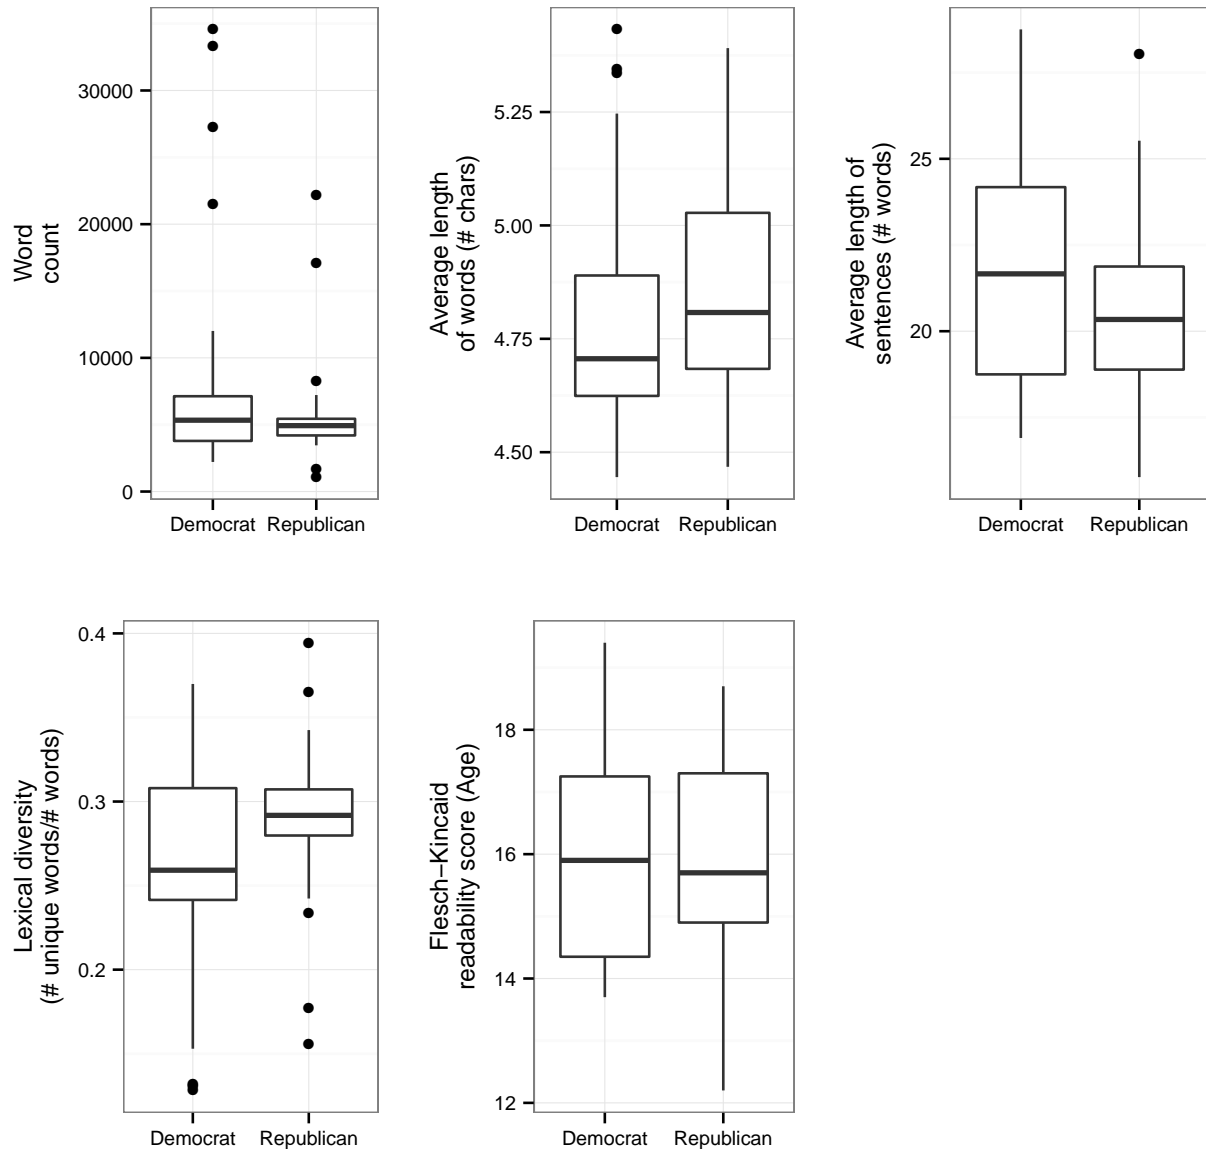 Word
count
30000
20000
10000
0
Democrat Republican
Average length
of words (# chars)
5.25
5.00
4.75
4.50
Democrat Republican
Average length of
sentences (# words)
25
20
Democrat Republican
Lexical diversity
(# unique words/# words)
0.4
0.3
0.2
Democrat Republican
Flesch−Kincaid
readability score (Age)
18
16
14
12
Democrat Republican